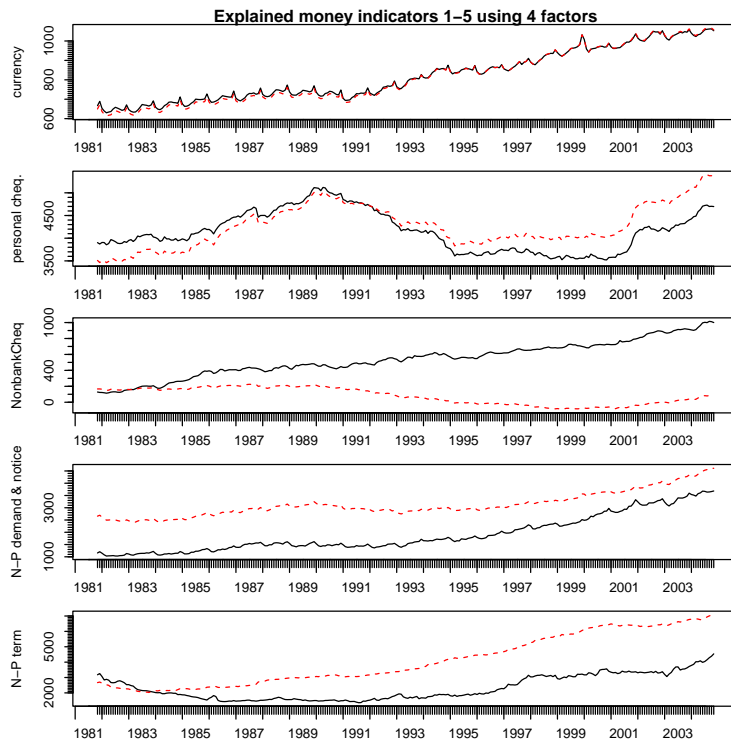 Explained money indicators 1−5 using 4 factors
currency
600 800 1000
1981 1983 1985 1987 1989 1991 1993 1995 1997 1999 2001 2003
personal cheq.
3500 4500
1981 1983 1985 1987 1989 1991 1993 1995 1997 1999 2001 2003
NonbankCheq
0 400 1000
1981 1983 1985 1987 1989 1991 1993 1995 1997 1999 2001 2003
N−P demand & notice
1000 3000
1981 1983 1985 1987 1989 1991 1993 1995 1997 1999 2001 2003
N−P term
2000 5000
1981 1983 1985 1987 1989 1991 1993 1995 1997 1999 2001 2003